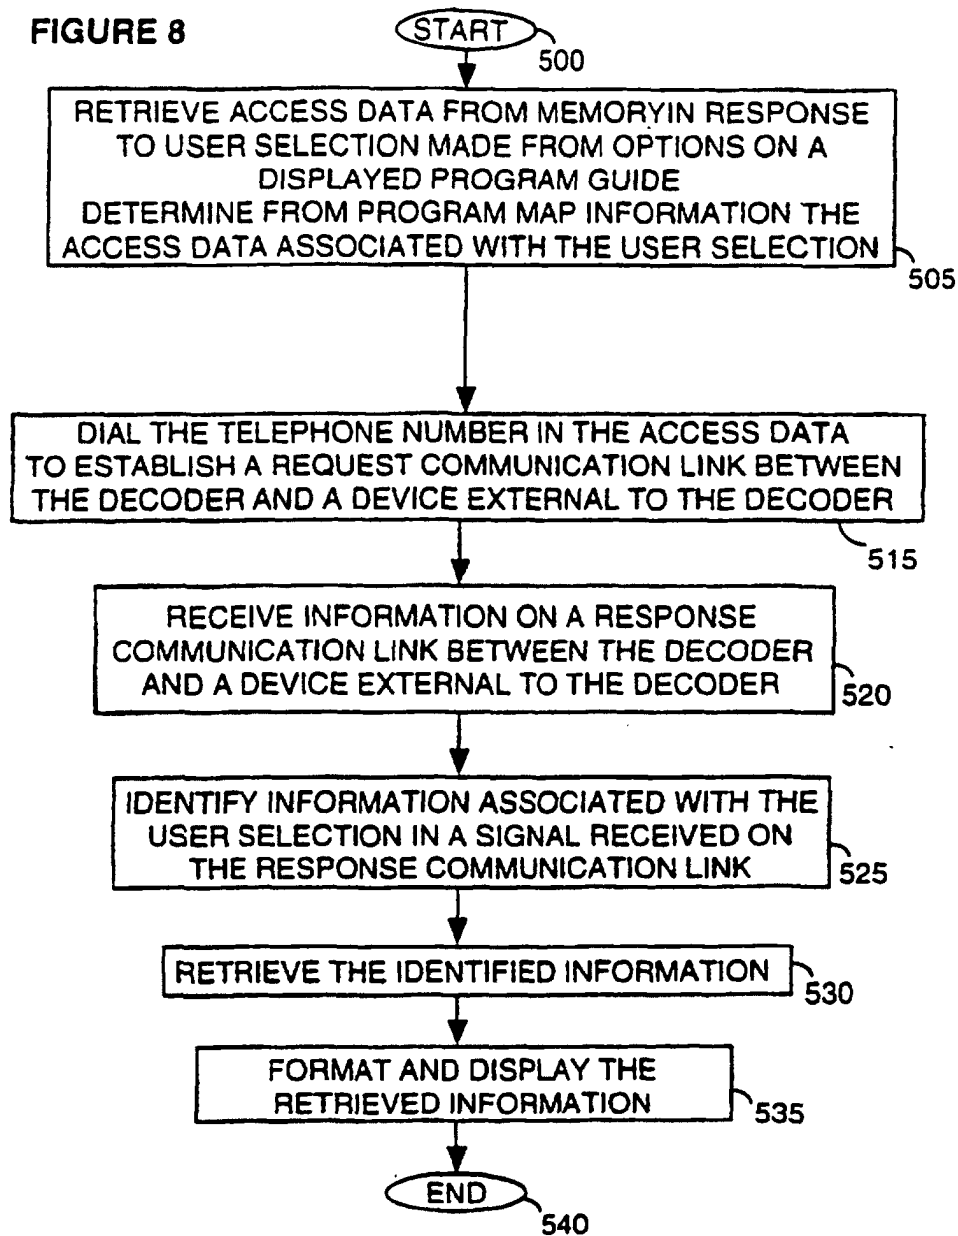 FIGURE 8
START
500
RETRIEVE ACCESS DATA FROM MEMORYIN RESPONSE
TO USER SELECTION MADE FROM OPTIONS ON A
DISPLAYED PROGRAM GUIDE
DETERMINE FROM PROGRAM MAP INFORMATION THE
ACCESS DATA ASSOCIATED WITH THE USER SELECTION
505
DIAL THE TELEPHONE NUMBER IN THE ACCESS DATA
TO ESTABLISH A REQUEST COMMUNICATION LINK BETWEEN
THE DECODER AND A DEVICE EXTERNAL TO THE DECODER
515
RECEIVE INFORMATION ON A RESPONSE
COMMUNICATION LINK BETWEEN THE DECODER
AND A DEVICE EXTERNAL TO THE DECODER
520
IDENTIFY INFORMATION ASSOCIATED WITH THE
USER SELECTION IN A SIGNAL RECEIVED ON
THE RESPONSE COMMUNICATION LINK
525
RETRIEVE THE IDENTIFIED INFORMATION
530
FORMAT AND DISPLAY THE
RETRIEVED INFORMATION
535
END
540